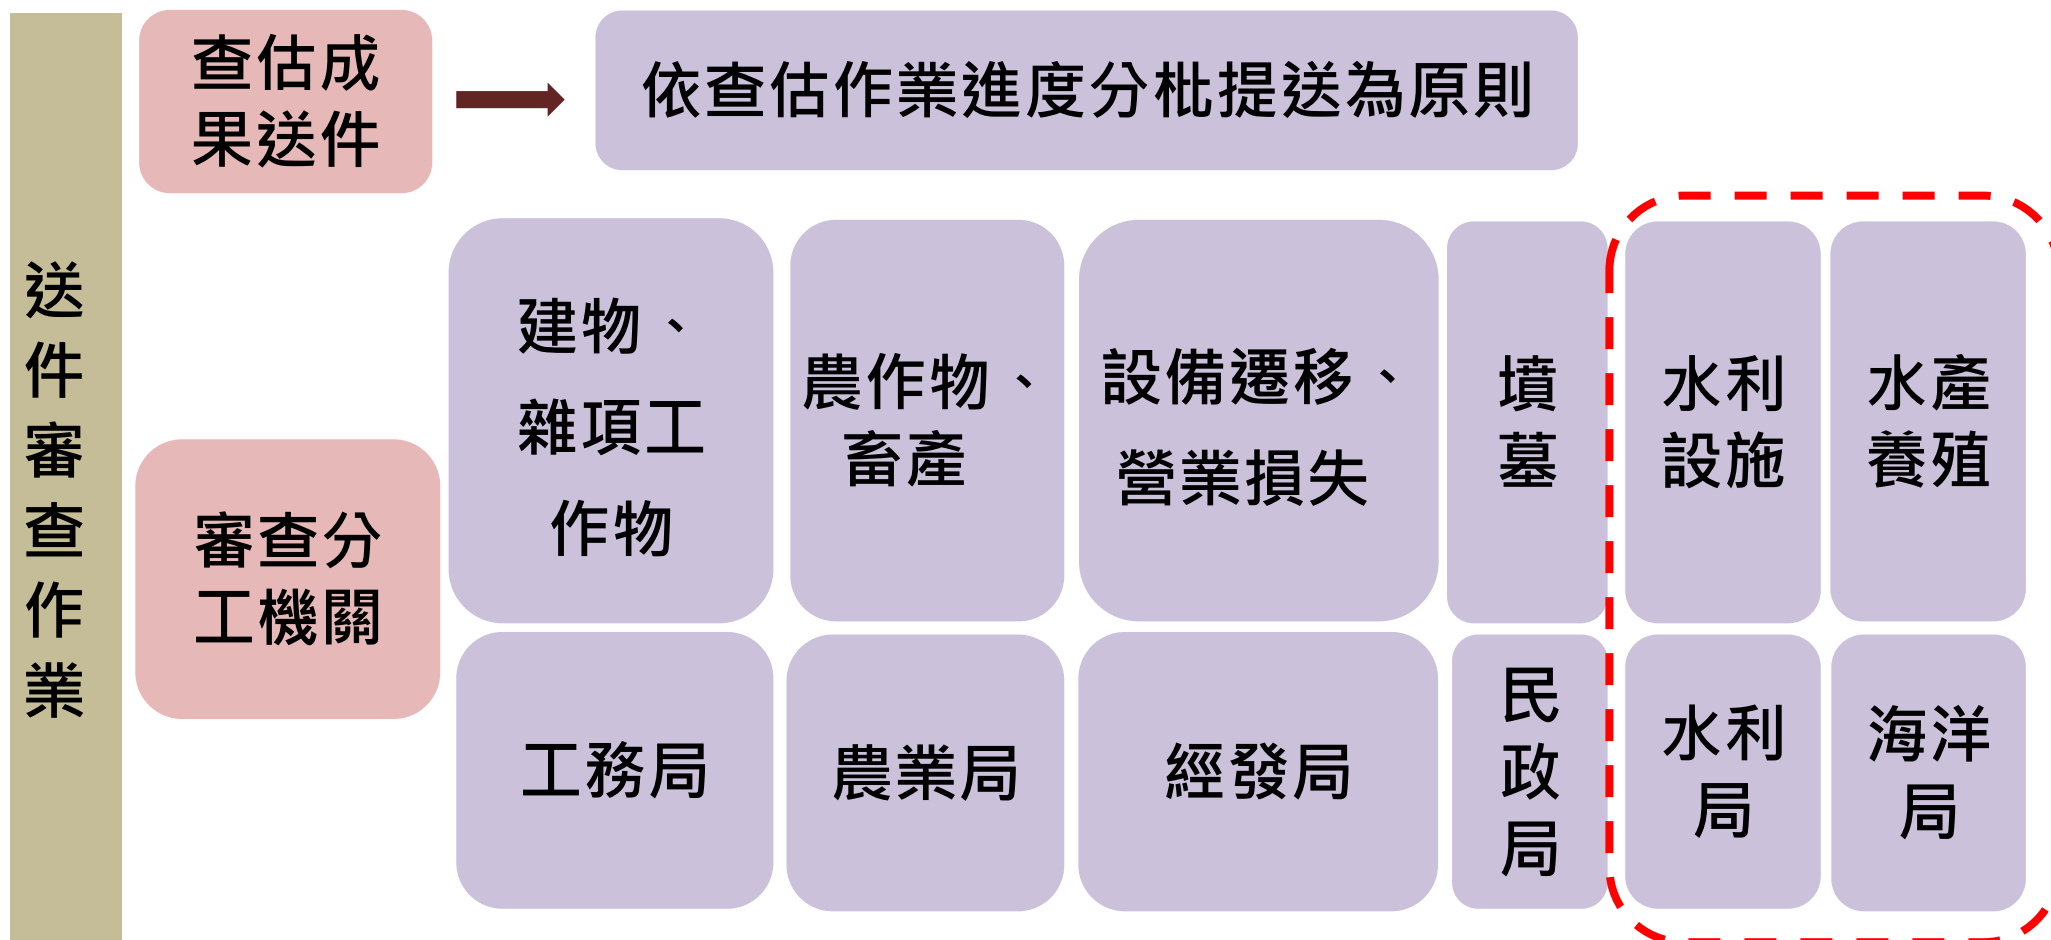 送件審查作業
查估成
果送件
依查估作業進度分枇提送為原則
審查分
工機關
建物、
雜項工
作物
農作物、
畜產
設備遷移、
營業損失
墳
墓
水利
設施
水產
養殖
工務局
農業局
經發局
民
政
局
水利
局
海洋
局